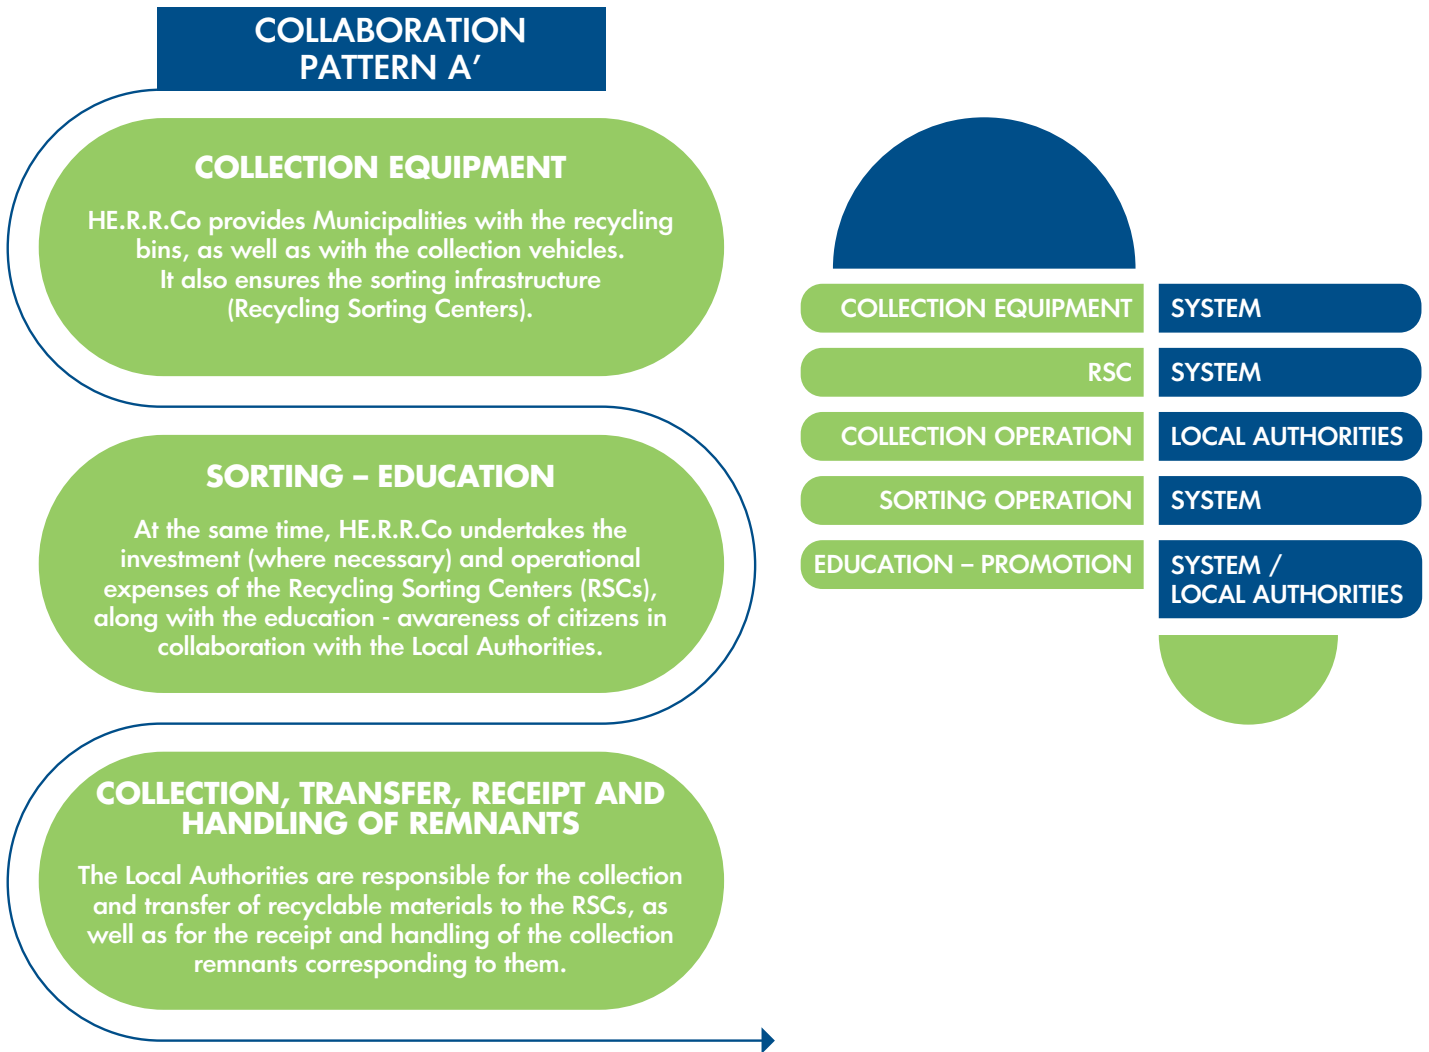 COLLABORATION
PATTERN A’
COLLECTION EQUIPMENT
HE.R.R.Co provides Municipalities with the recycling
bins, as well as with the collection vehicles.
It also ensures the sorting infrastructure
(Recycling Sorting Centers).
SORTING – EDUCATION
At the same time, HE.R.R.Co undertakes the
investment (where necessary) and operational
expenses of the Recycling Sorting Centers (RSCs),
along with the education - awareness of citizens in
collaboration with the Local Authorities.
COLLECTION, TRANSFER, RECEIPT AND
HANDLING OF REMNANTS
The Local Authorities are responsible for the collection
and transfer of recyclable materials to the RSCs, as
well as for the receipt and handling of the collection
remnants corresponding to them.
COLLECTION EQUIPMENT SYSTEM
RSC SYSTEM
COLLECTION OPERATION LOCAL AUTHORITIES
SORTING OPERATION SYSTEM
EDUCATION – PROMOTION SYSTEM /
LOCAL AUTHORITIES